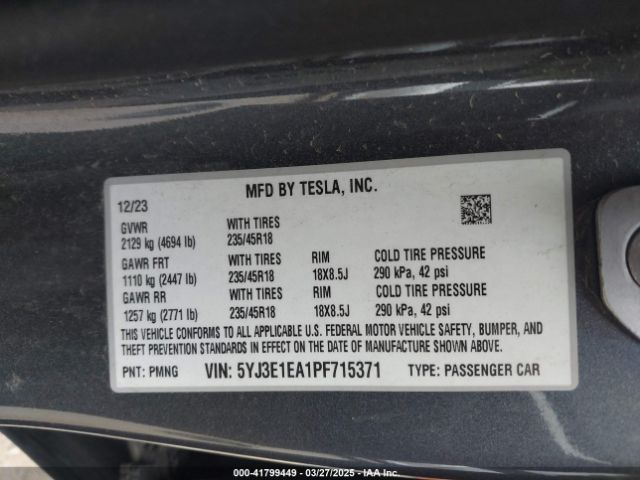 MFD BY TESLA, INC.
12/23
GVWR WITH TIRES
2129 kg (4694 lb) 235/45R18
GAWR FRT WITH TIRES RIM COLD TIRE PRESSURE
1110 kg (2447 lb) 235/45R18 18X8.5J 290 kPa, 42 psi
GAWR RR WITH TIRES RIM COLD TIRE PRESSURE
1257 kg (2771 lb) 235/45R18 18X8.5J 290 kPa, 42 psi
THIS VEHICLE CONFORMS TO ALL APPLICABLE U.S. FEDERAL MOTOR VEHICLE SAFETY, BUMPER, AND
THEFT PREVENTION STANDARDS IN EFFECT ON THE DATE OF MANUFACTURE SHOWN ABOVE.
PNT: PMNG VIN: 5YJ3E1EA1PF715371 TYPE: PASSENGER CAR
000-41799449 — 03/27/2025 — IAA Inc.